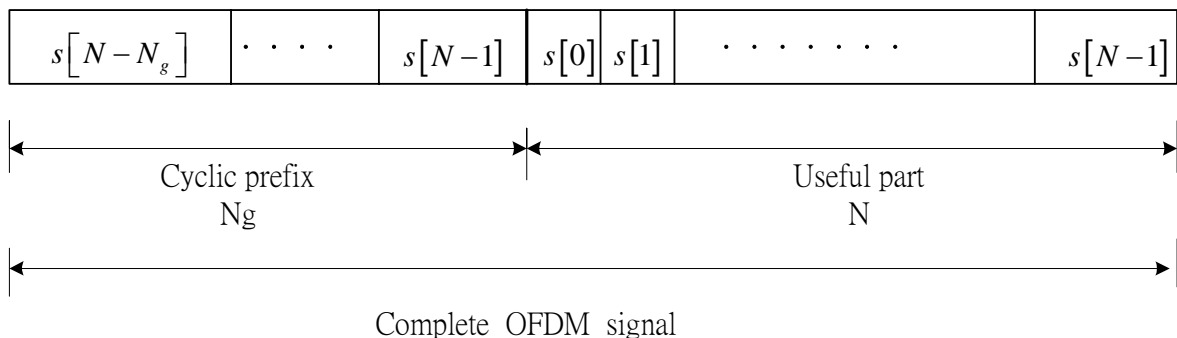 s[N−N_g] . . . . s[N−1] s[0] s[1] . . . . . . . s[N−1]
Cyclic prefix Useful part
Ng N
Complete OFDM signal